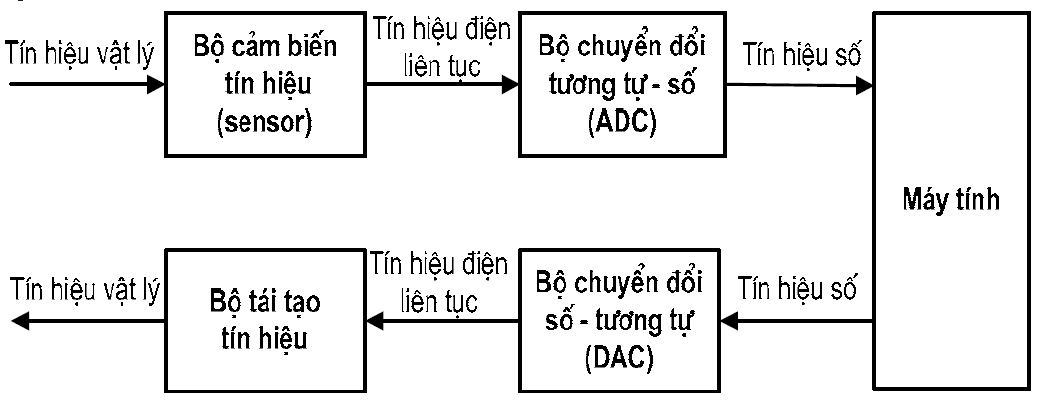 Tín hiệu vật lý
Bộ cảm biến
tín hiệu
(sensor)
Tín hiệu điện
liên tục
Bộ chuyển đổi
tương tự - số
(ADC)
Tín hiệu số
Máy tính
Tín hiệu vật lý
Bộ tái tạo
tín hiệu
Tín hiệu điện
liên tục
Bộ chuyển đổi
số - tương tự
(DAC)
Tín hiệu số